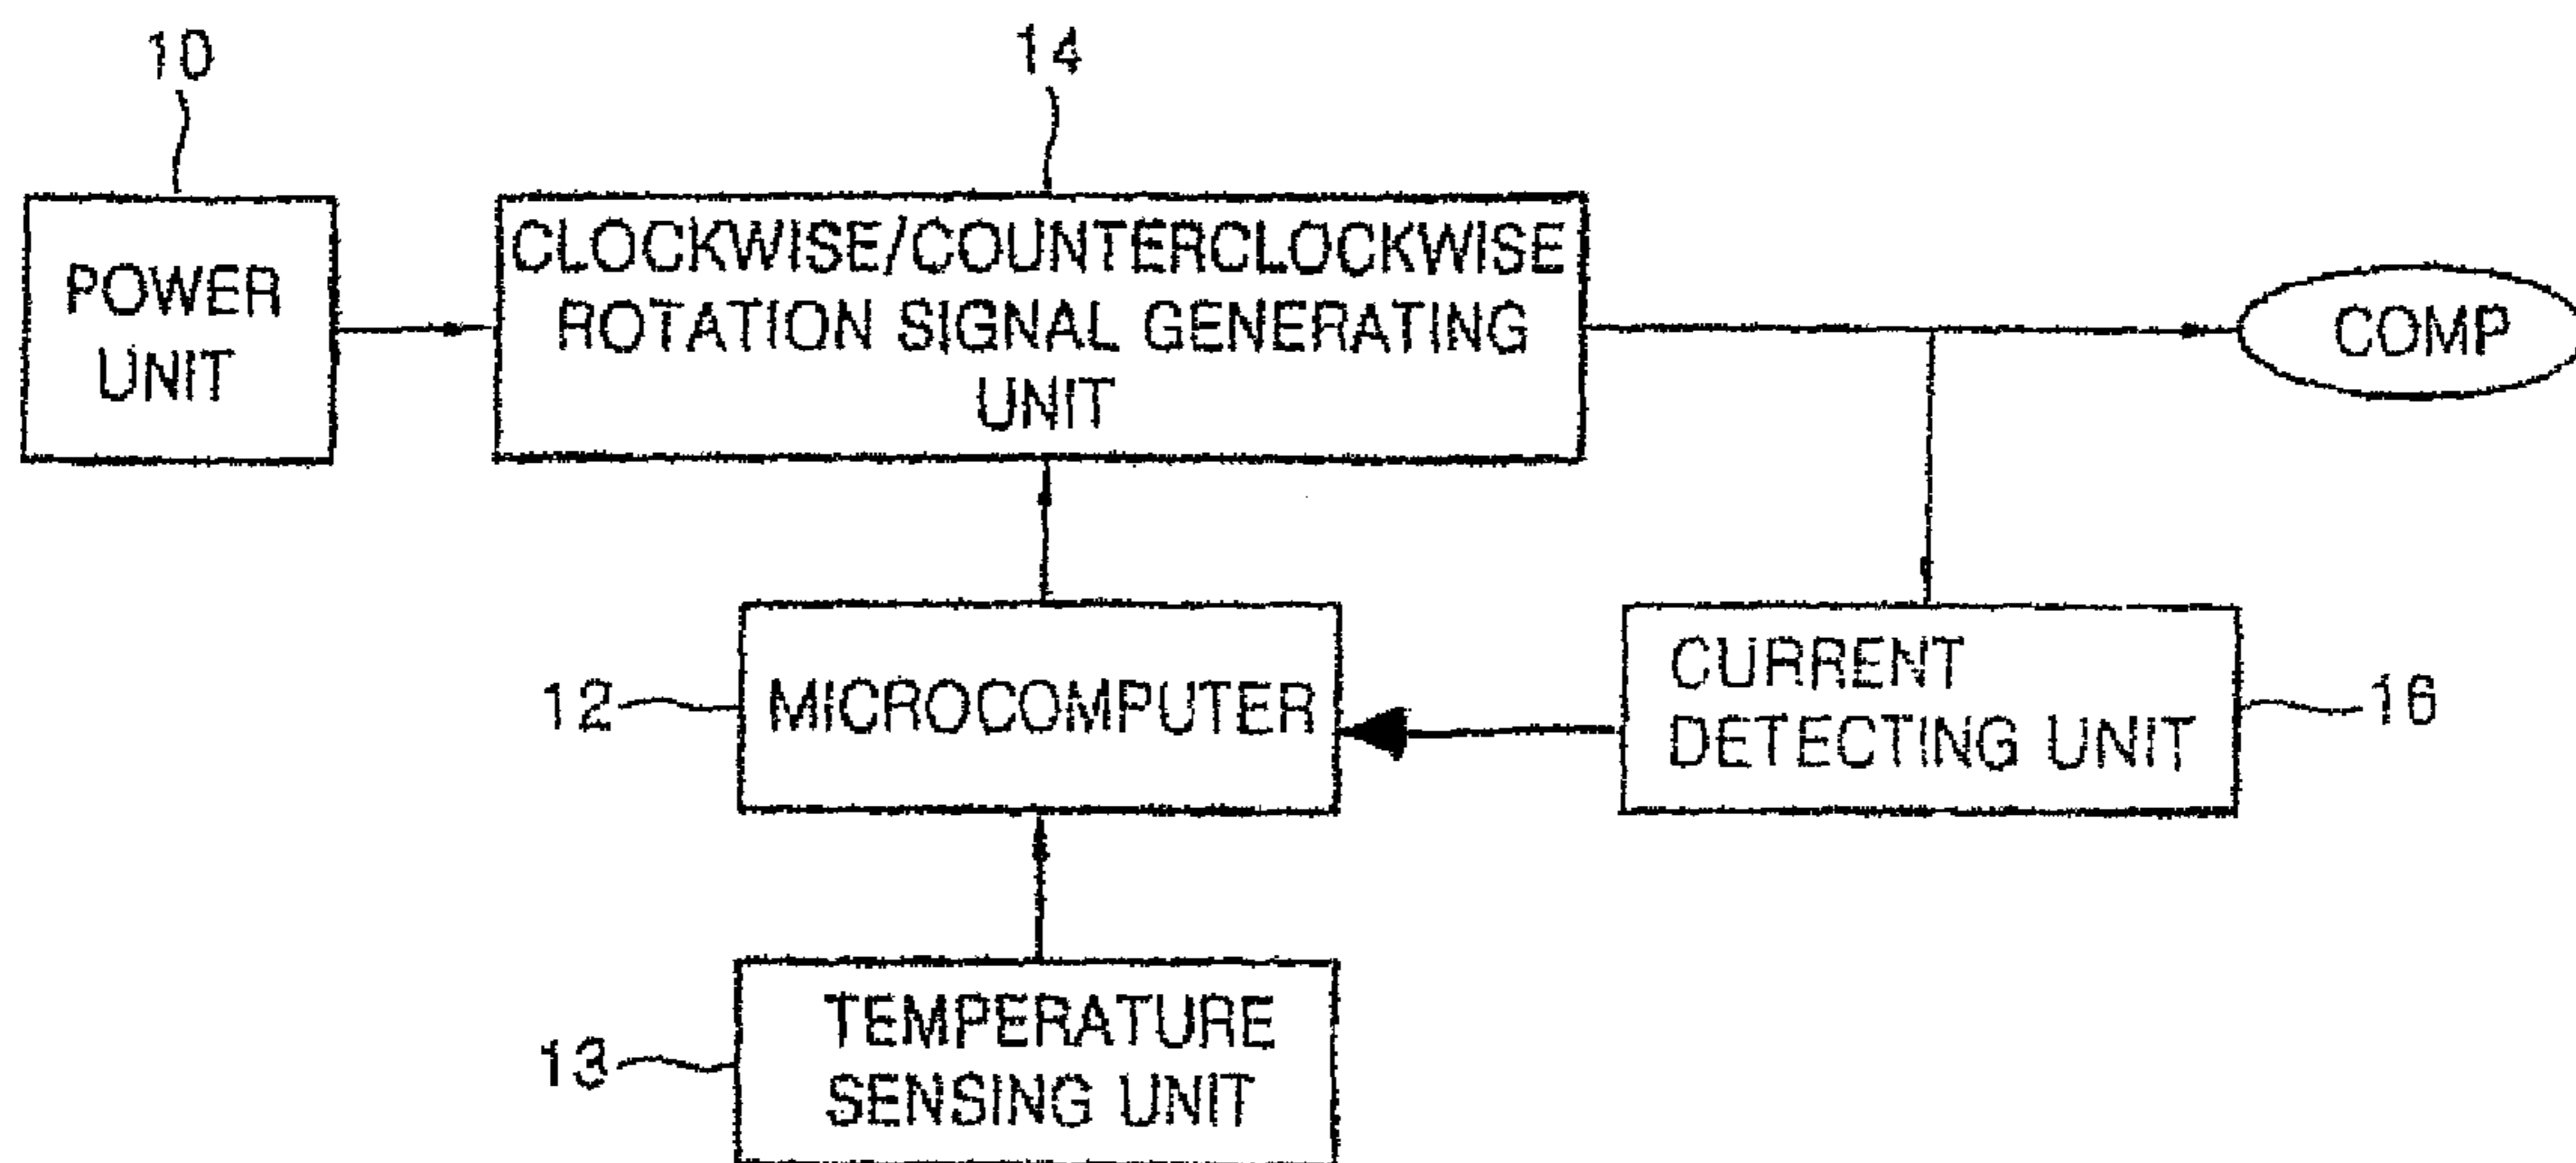 10
14
POWER
UNIT
CLOCKWISE/COUNTERCLOCKWISE
ROTATION SIGNAL GENERATING
UNIT
COMP
12
MICROCOMPUTER
CURRENT
DETECTING UNIT
16
13
TEMPERATURE
SENSING UNIT